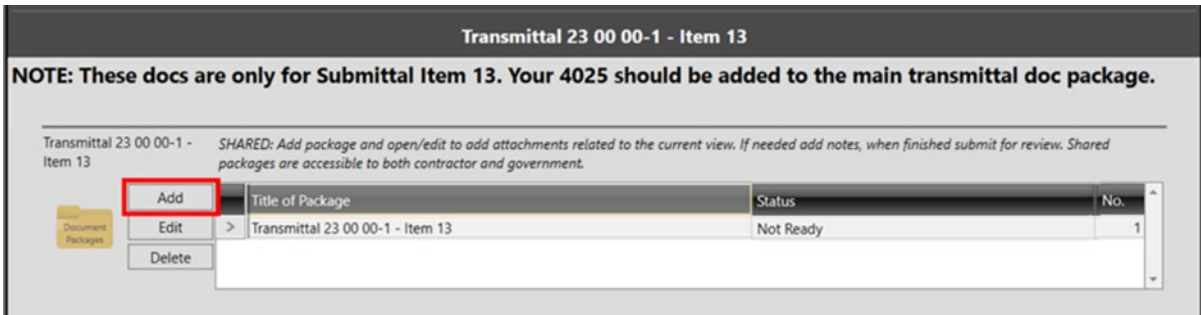 Transmittal 23 00 00-1 - Item 13
NOTE: These docs are only for Submittal Item 13. Your 4025 should be added to the main transmittal doc package.
Transmittal 23 00 00-1 -
Item 13
SHARED: Add package and open/edit to add attachments related to the current view. If needed add notes, when finished submit for review. Shared
packages are accessible to both contractor and government.
Document
Packages
Add
Edit
Delete
Title of Package Status No.
> Transmittal 23 00 00-1 - Item 13 Not Ready 1